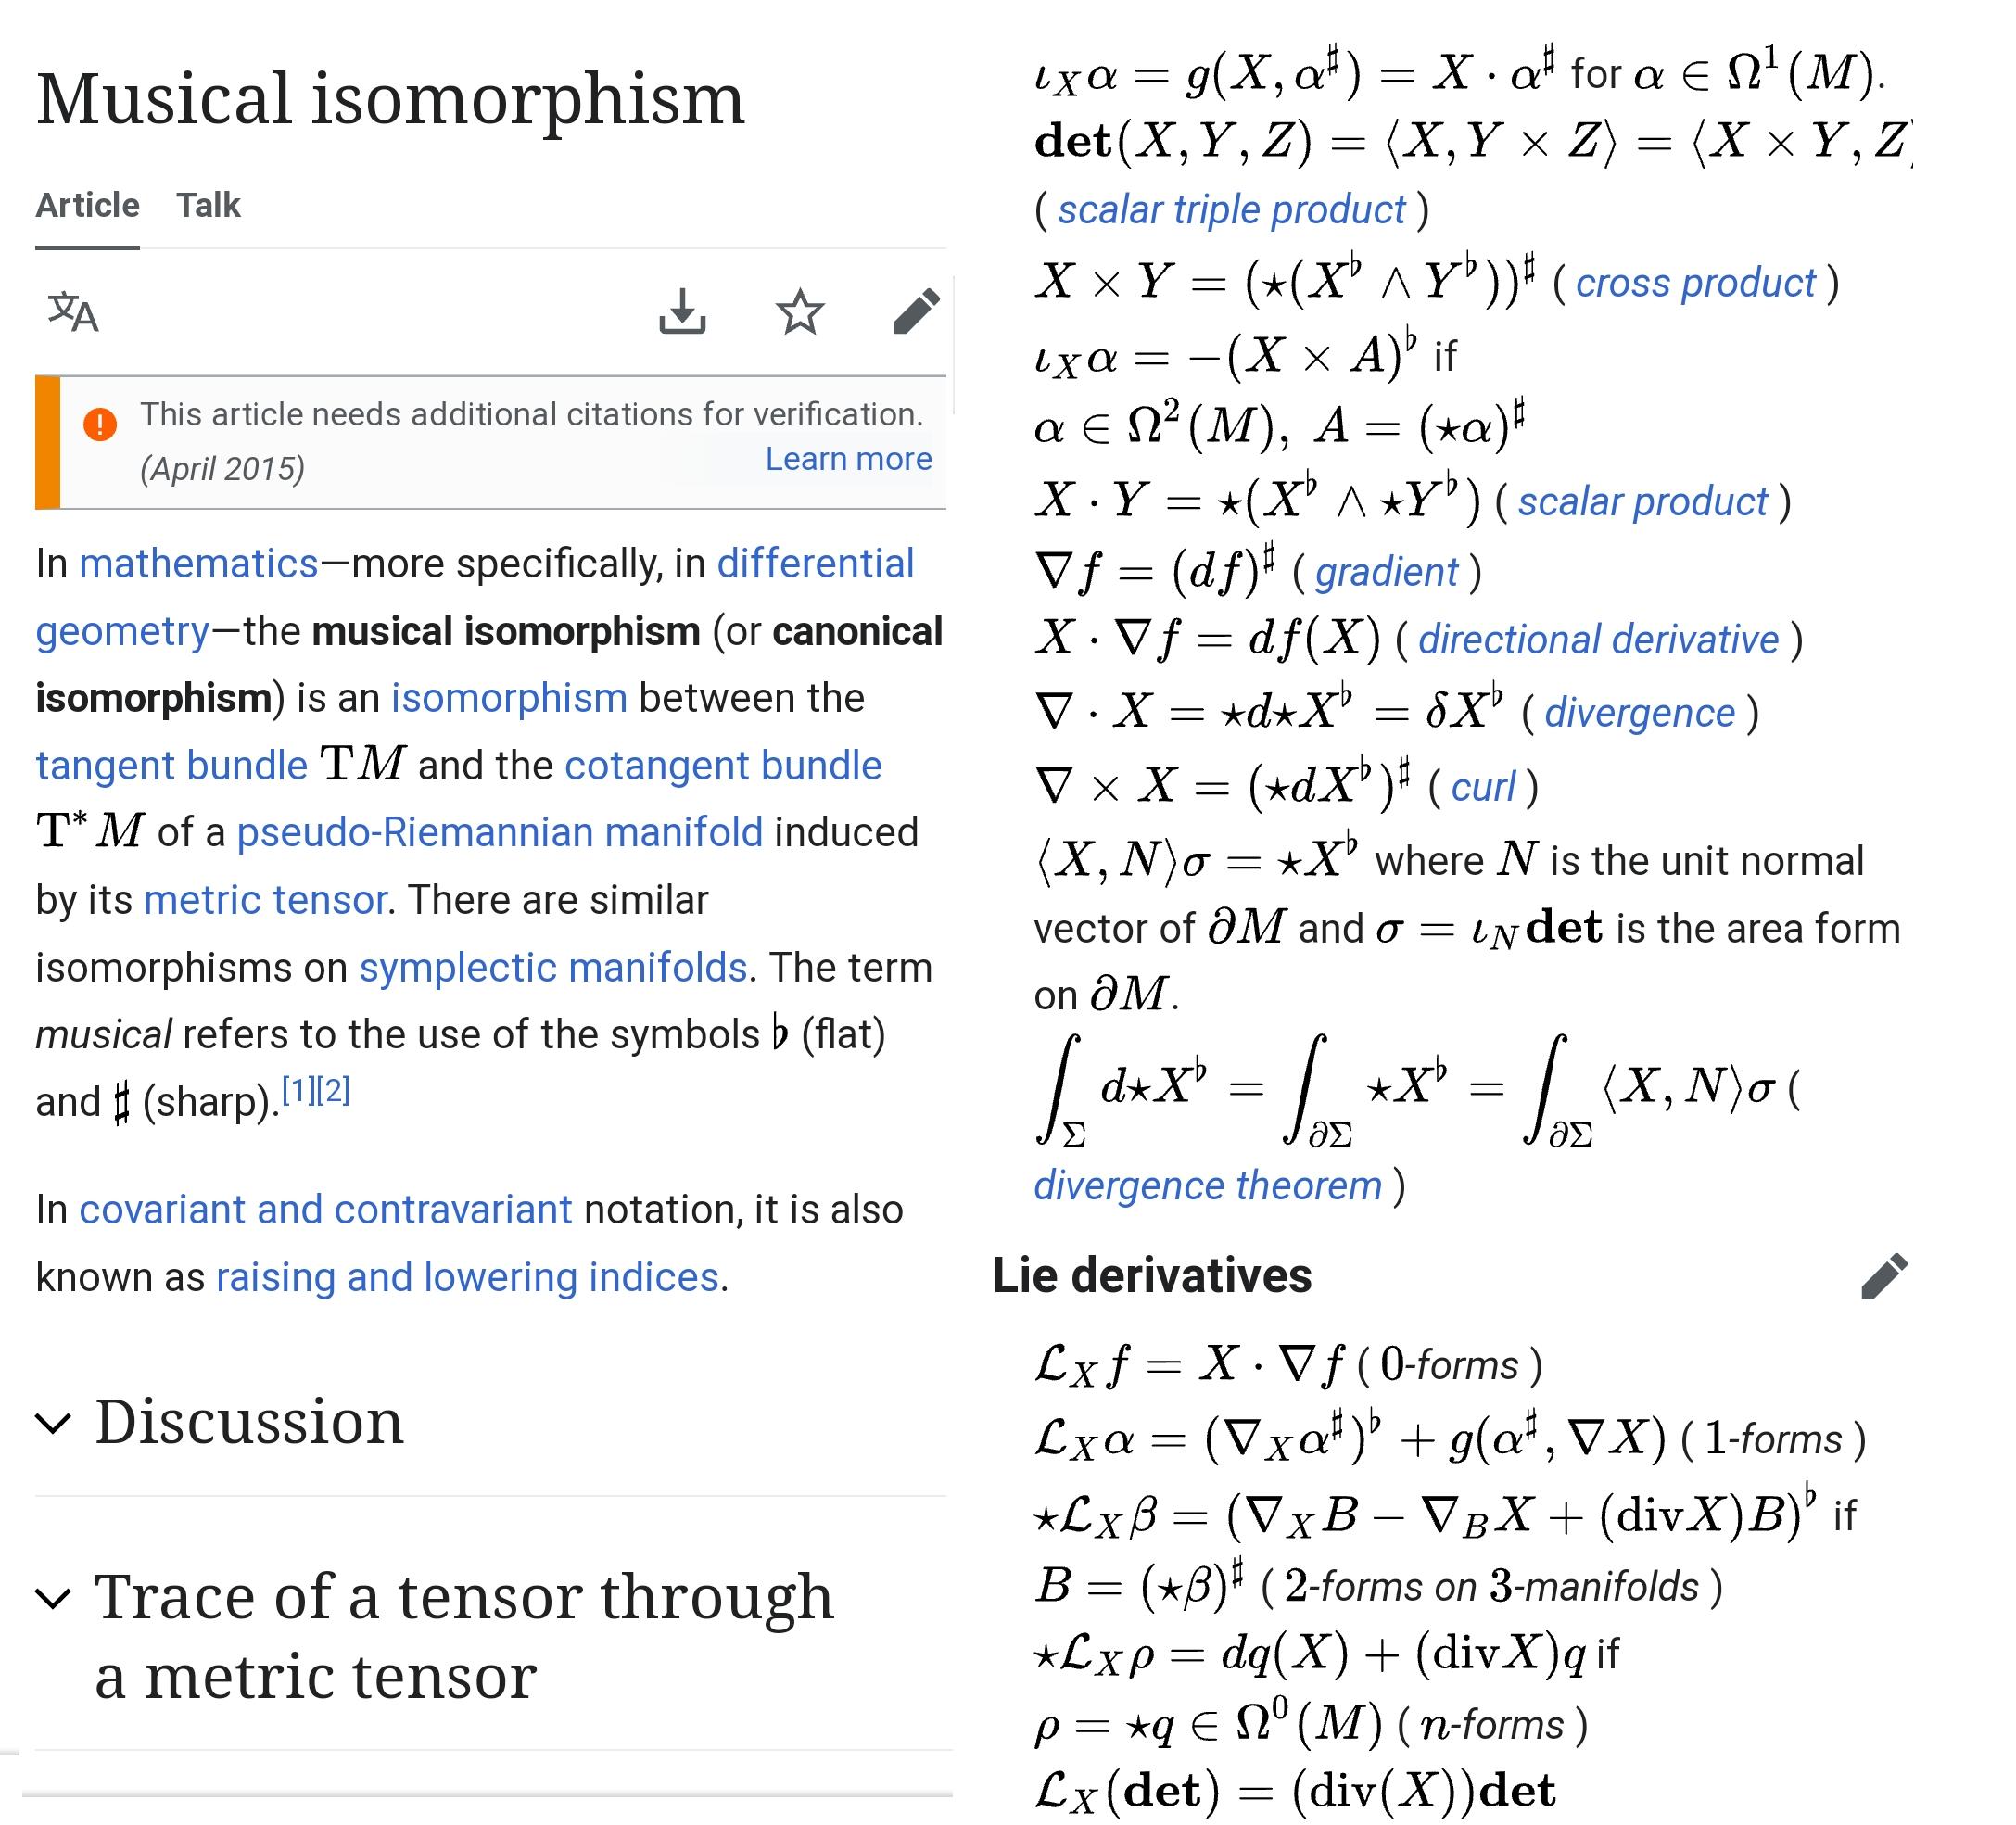 Musical isomorphism
Article Talk
This article needs additional citations for verification.
(April 2015) Learn more
In mathematics—more specifically, in differential
geometry—the musical isomorphism (or canonical
isomorphism) is an isomorphism between the
tangent bundle TM and the cotangent bundle
T*M of a pseudo-Riemannian manifold induced
by its metric tensor. There are similar
isomorphisms on symplectic manifolds. The term
musical refers to the use of the symbols ♭ (flat)
and ♯ (sharp).[1][2]
In covariant and contravariant notation, it is also
known as raising and lowering indices.
Discussion
Trace of a tensor through
a metric tensor
ι_X α = g(X, α^♯) = X · α^♯ for α ∈ Ω¹(M).
det(X, Y, Z) = ⟨X, Y × Z⟩ = ⟨X × Y, Z⟩
( scalar triple product )
X × Y = (⋆(X^♭ ∧ Y^♭))^♯ ( cross product )
ι_X α = −(X × A)^♭ if
α ∈ Ω²(M), A = (⋆α)^♯
X · Y = ⋆(X^♭ ∧ ⋆Y^♭) ( scalar product )
∇f = (df)^♯ ( gradient )
X · ∇f = df(X) ( directional derivative )
∇ · X = ⋆d⋆X^♭ = δX^♭ ( divergence )
∇ × X = (⋆dX^♭)^♯ ( curl )
⟨X, N⟩σ = ⋆X^♭ where N is the unit normal
vector of ∂M and σ = ι_N det is the area form
on ∂M.
∫_Σ d⋆X^♭ = ∫_∂Σ ⋆X^♭ = ∫_∂Σ ⟨X, N⟩σ (
divergence theorem )
Lie derivatives
ℒ_X f = X · ∇f ( 0-forms )
ℒ_X α = (∇_X α^♯)^♭ + g(α^♯, ∇X) ( 1-forms )
⋆ℒ_X β = (∇_X B − ∇_B X + (divX)B)^♭ if
B = (⋆β)^♯ ( 2-forms on 3-manifolds )
⋆ℒ_X ρ = dq(X) + (divX)q if
ρ = ⋆q ∈ Ω⁰(M) ( n-forms )
ℒ_X(det) = (div(X))det